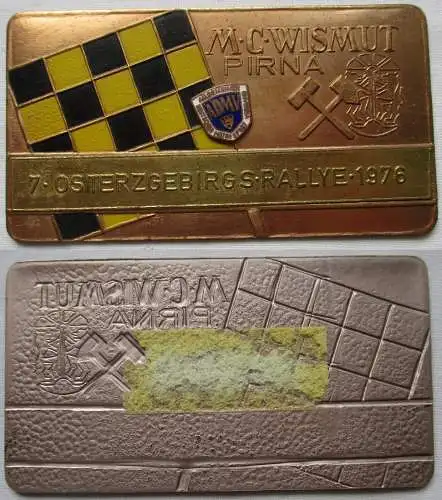 M·C·WISMUT
PIRNA
ADMV
7·OSTERZGEBIRGS·RALLYE·1976
M·C·WISMUT
PIRNA